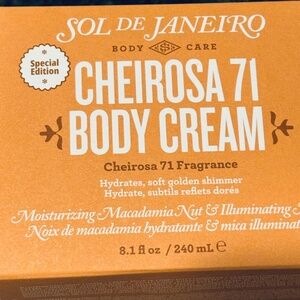 SOL DE JANEIRO
BODY CARE
Special
Edition
CHEIROSA 71
BODY CREAM
Cheirosa 71 Fragrance
Hydrates, soft golden shimmer
Hydrate, subtils reflets dorés
Moisturizing Macadamia Nut & Illuminating
Noix de macadamia hydratante & mica illuminat
8.1 fl oz / 240 mL ℮